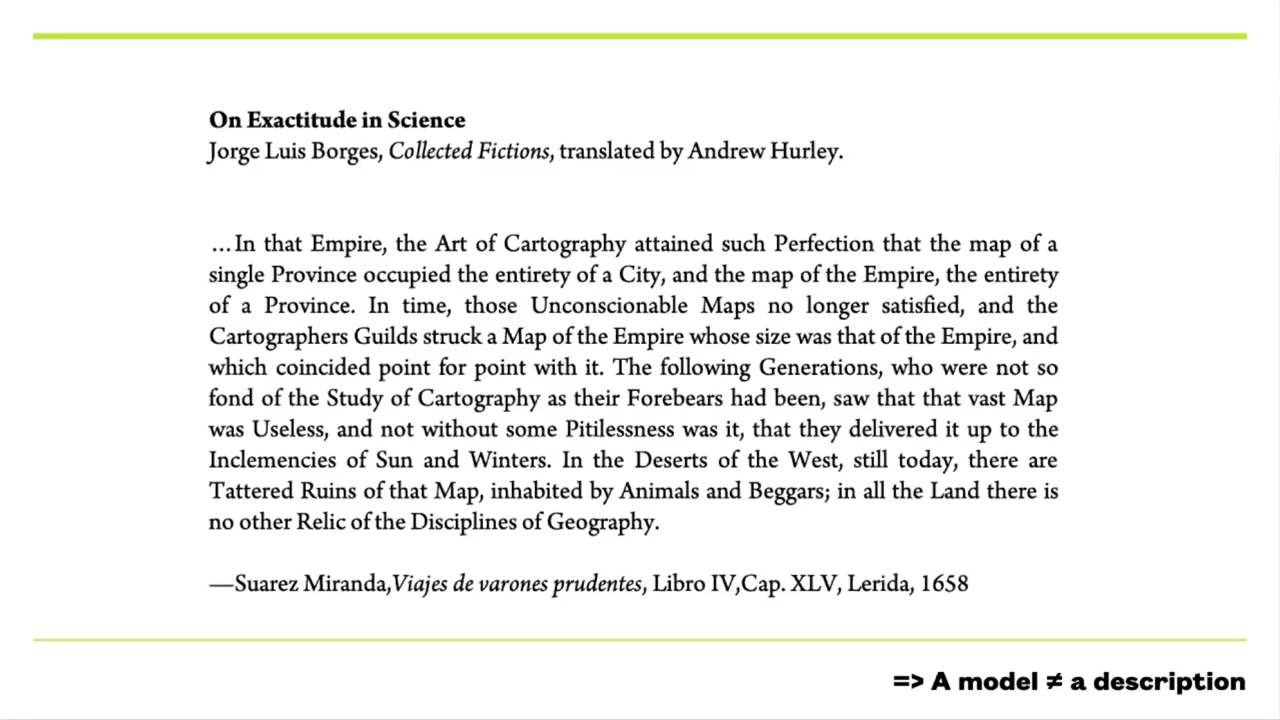 On Exactitude in Science
Jorge Luis Borges, Collected Fictions, translated by Andrew Hurley.
…In that Empire, the Art of Cartography attained such Perfection that the map of a
single Province occupied the entirety of a City, and the map of the Empire, the entirety
of a Province. In time, those Unconscionable Maps no longer satisfied, and the
Cartographers Guilds struck a Map of the Empire whose size was that of the Empire, and
which coincided point for point with it. The following Generations, who were not so
fond of the Study of Cartography as their Forebears had been, saw that that vast Map
was Useless, and not without some Pitilessness was it, that they delivered it up to the
Inclemencies of Sun and Winters. In the Deserts of the West, still today, there are
Tattered Ruins of that Map, inhabited by Animals and Beggars; in all the Land there is
no other Relic of the Disciplines of Geography.
—Suarez Miranda,Viajes de varones prudentes, Libro IV,Cap. XLV, Lerida, 1658
=> A model ≠ a description